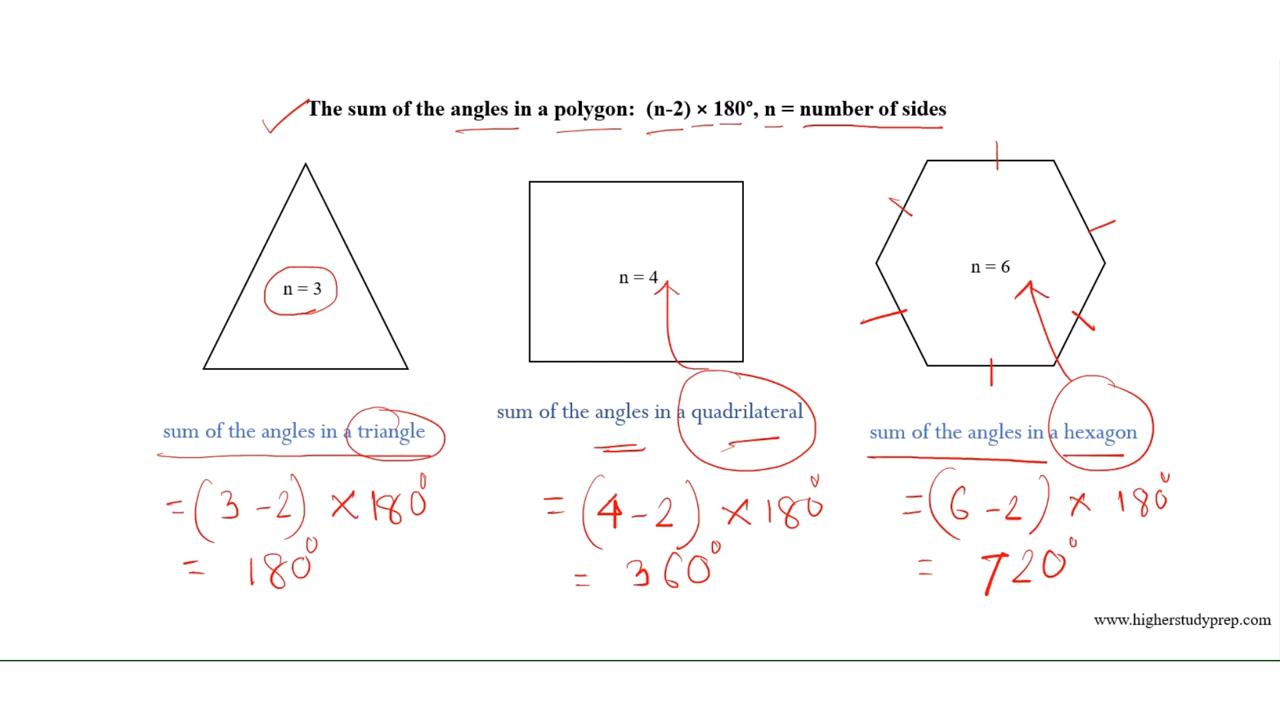 The sum of the angles in a polygon: (n-2) × 180°, n = number of sides
n = 3
n = 4
n = 6
sum of the angles in a triangle
= (3 - 2) × 180°
= 180°
sum of the angles in a quadrilateral
= (4 - 2) × 180°
= 360°
sum of the angles in a hexagon
= (6 - 2) × 180°
= 720°
www.higherstudyprep.com